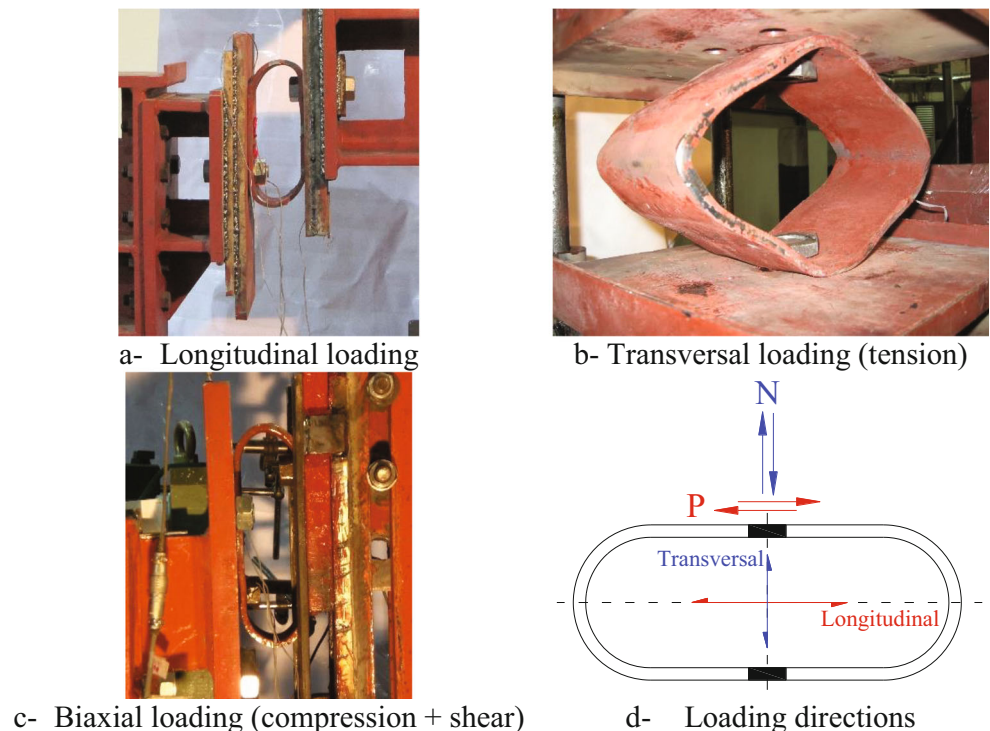 a- Longitudinal loading
b- Transversal loading (tension)
N
P
Transversal
Longitudinal
c- Biaxial loading (compression + shear)
d- Loading directions